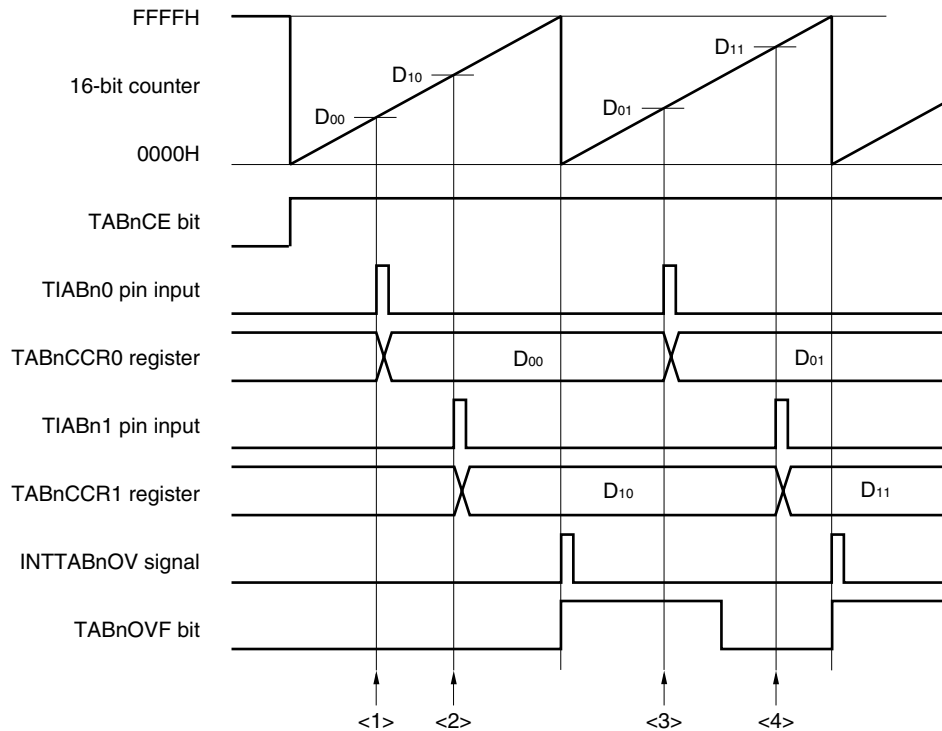 FFFFH
D11
D10
16-bit counter
D01
D00
0000H
TABnCE bit
TIABn0 pin input
TABnCCR0 register
D00
D01
TIABn1 pin input
TABnCCR1 register
D10
D11
INTTABnOV signal
TABnOVF bit
<1>
<2>
<3>
<4>